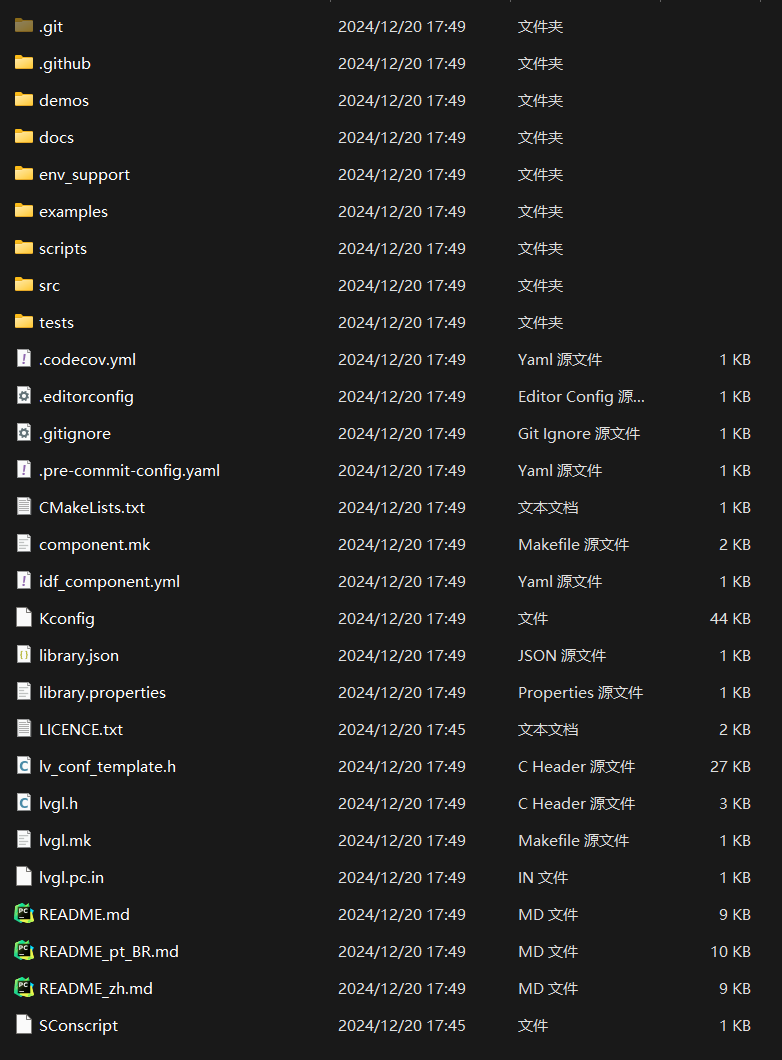 .git 2024/12/20 17:49 文件夹
.github 2024/12/20 17:49 文件夹
demos 2024/12/20 17:49 文件夹
docs 2024/12/20 17:49 文件夹
env_support 2024/12/20 17:49 文件夹
examples 2024/12/20 17:49 文件夹
scripts 2024/12/20 17:49 文件夹
src 2024/12/20 17:49 文件夹
tests 2024/12/20 17:49 文件夹
.codecov.yml 2024/12/20 17:49 Yaml 源文件 1 KB
.editorconfig 2024/12/20 17:49 Editor Config 源... 1 KB
.gitignore 2024/12/20 17:49 Git Ignore 源文件 1 KB
.pre-commit-config.yaml 2024/12/20 17:49 Yaml 源文件 1 KB
CMakeLists.txt 2024/12/20 17:49 文本文档 1 KB
component.mk 2024/12/20 17:49 Makefile 源文件 2 KB
idf_component.yml 2024/12/20 17:49 Yaml 源文件 1 KB
Kconfig 2024/12/20 17:49 文件 44 KB
library.json 2024/12/20 17:49 JSON 源文件 1 KB
library.properties 2024/12/20 17:49 Properties 源文件 1 KB
LICENCE.txt 2024/12/20 17:45 文本文档 2 KB
lv_conf_template.h 2024/12/20 17:49 C Header 源文件 27 KB
lvgl.h 2024/12/20 17:49 C Header 源文件 3 KB
lvgl.mk 2024/12/20 17:49 Makefile 源文件 1 KB
lvgl.pc.in 2024/12/20 17:49 IN 文件 1 KB
README.md 2024/12/20 17:49 MD 文件 9 KB
README_pt_BR.md 2024/12/20 17:49 MD 文件 10 KB
README_zh.md 2024/12/20 17:49 MD 文件 9 KB
SConscript 2024/12/20 17:45 文件 1 KB